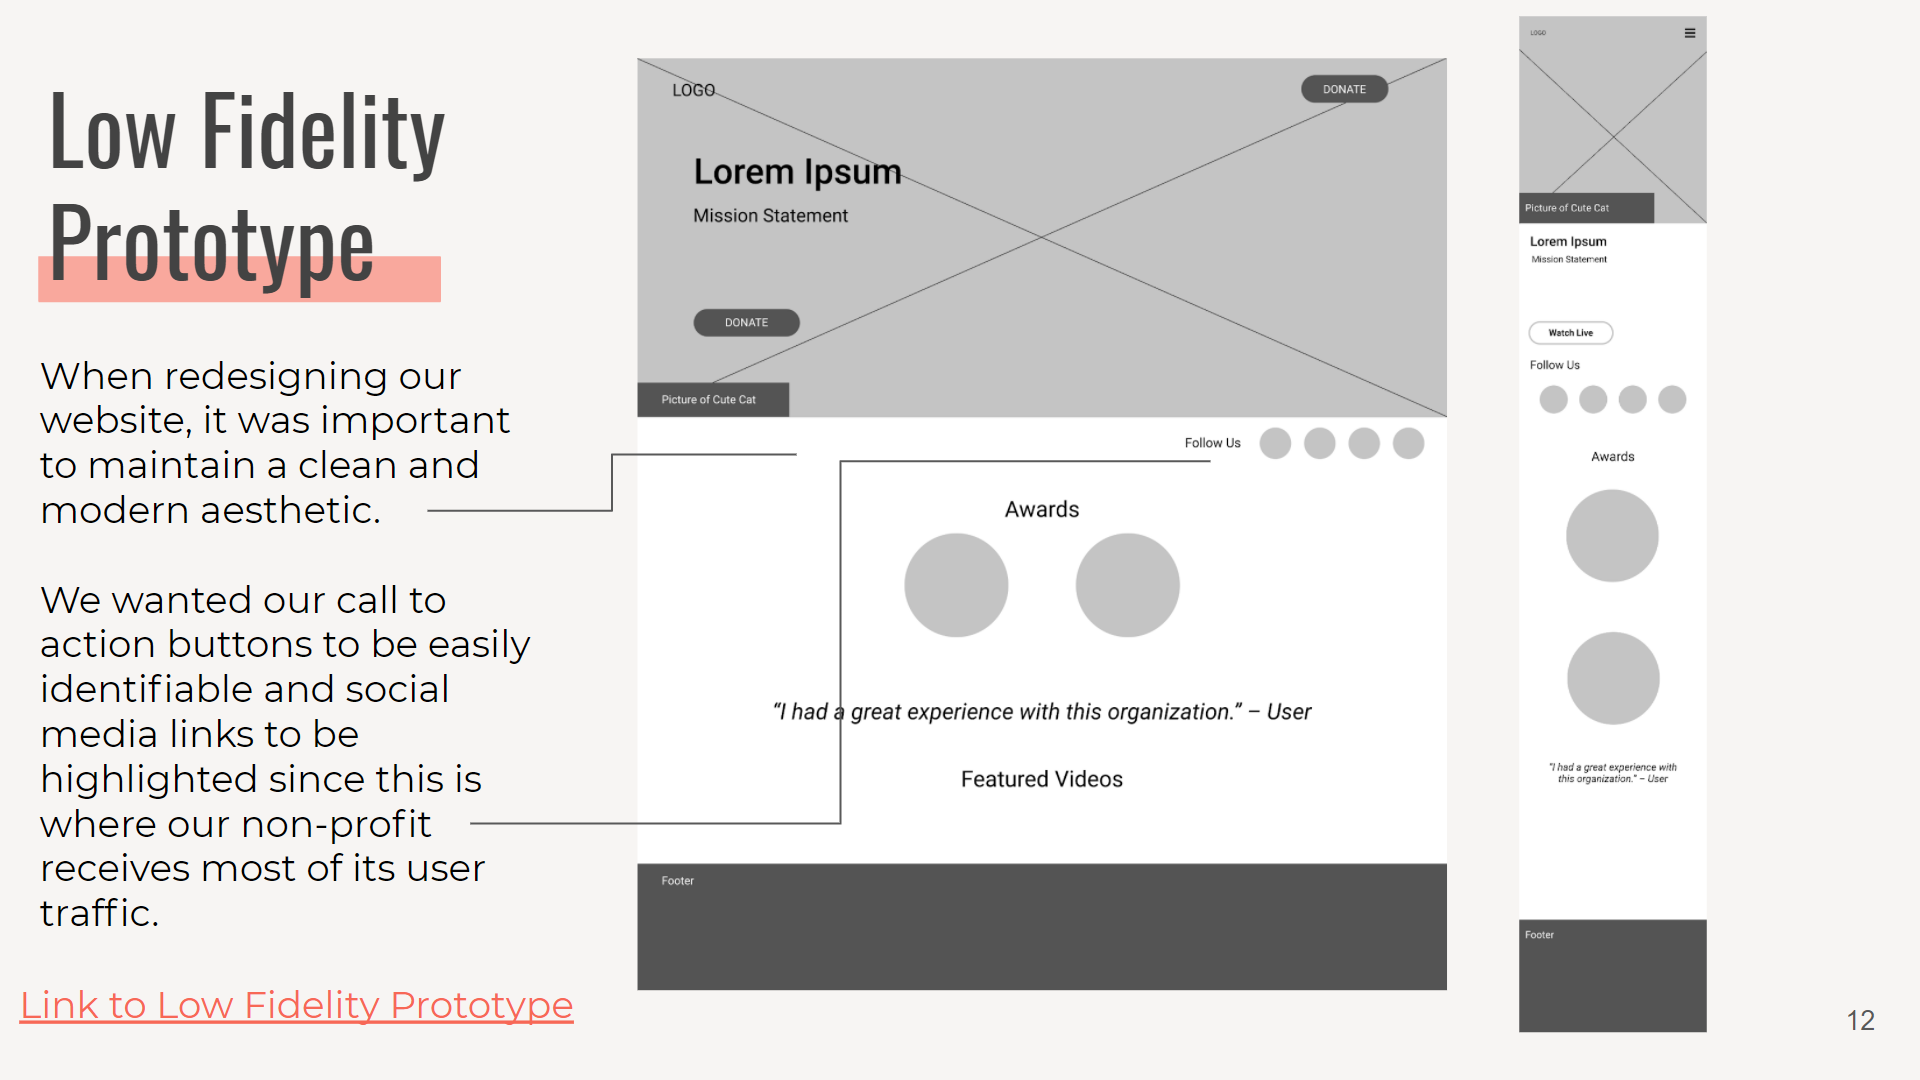 Low Fidelity
Prototype
When redesigning our
website, it was important
to maintain a clean and
modern aesthetic.
We wanted our call to
action buttons to be easily
identifiable and social
media links to be
highlighted since this is
where our non-profit
receives most of its user
traffic.
Link to Low Fidelity Prototype
LOGO
DONATE
Lorem Ipsum
Mission Statement
DONATE
Picture of Cute Cat
Follow Us
Awards
“I had a great experience with this organization.” – User
Featured Videos
Footer
LOGO
Picture of Cute Cat
Lorem Ipsum
Mission Statement
Watch Live
Follow Us
Awards
“I had a great experience with
this organization.” – User
Footer
12